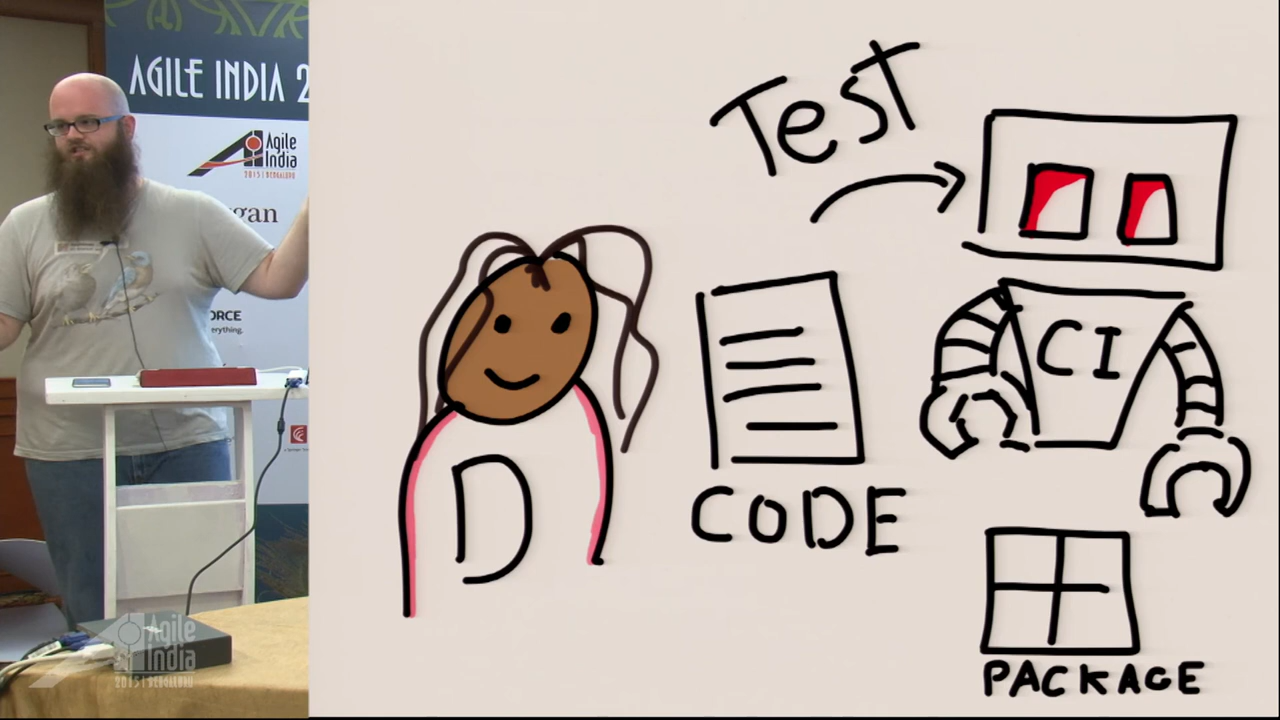 AGILE INDIA 2
Agile
India
2015 | BENGALURU
gan
ORCE
erything.
Test
CI
CODE
D
PACKAGE
Agile
India
2015 | BENGALURU